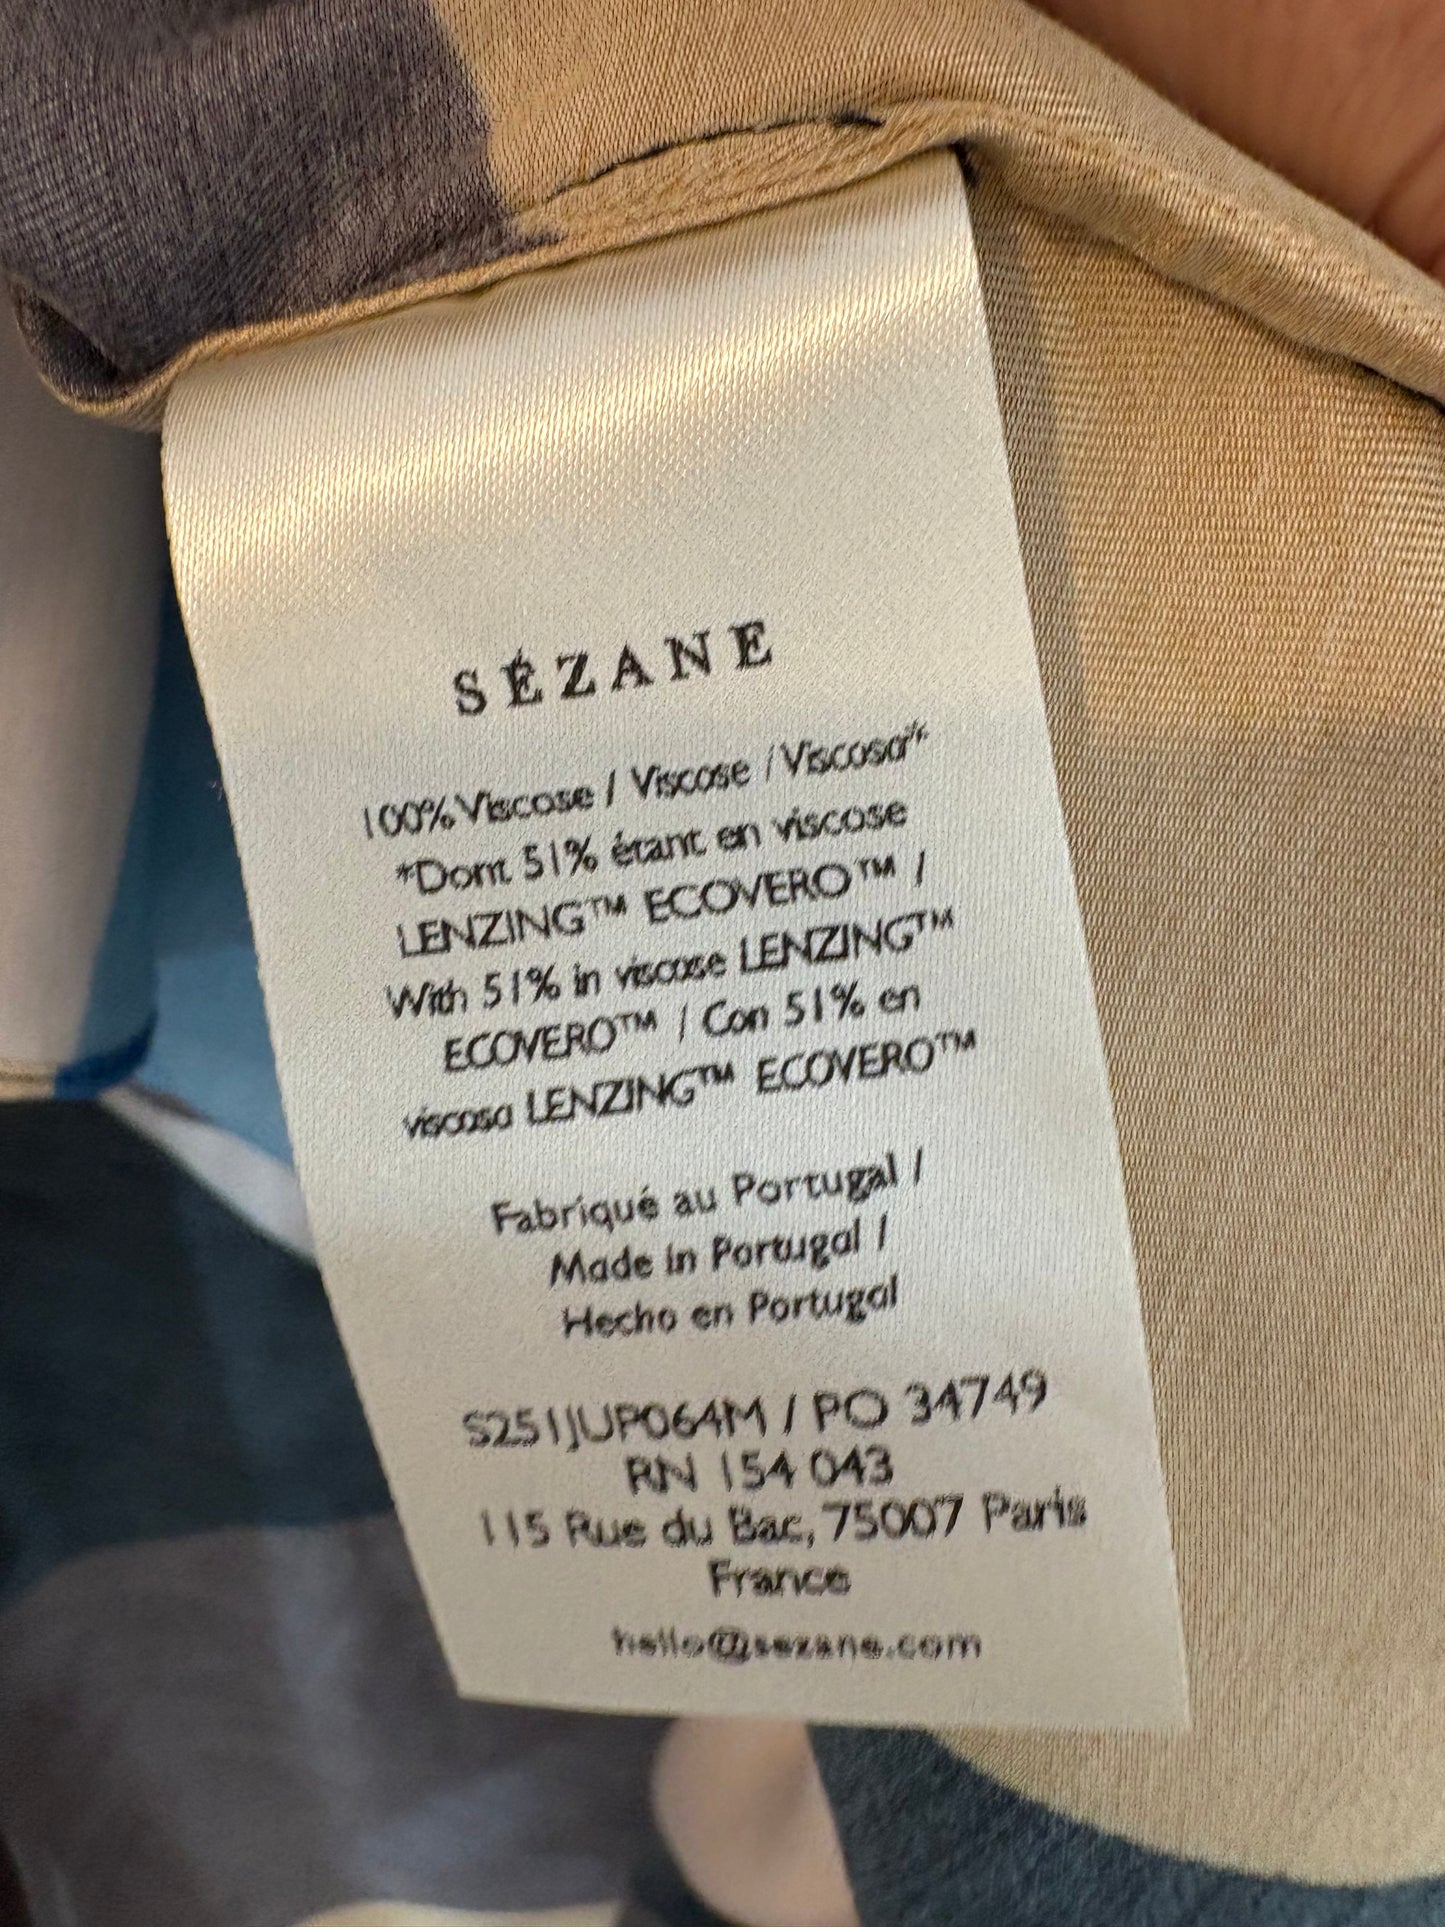 SÉZANE
100% Viscose / Viscose / Viscosa*
*Dont 51% étant en viscose
LENZING™ ECOVERO™ /
With 51% in viscose LENZING™
ECOVERO™ / Con 51% en
viscosa LENZING™ ECOVERO™
Fabriqué au Portugal /
Made in Portugal /
Hecho en Portugal
S251JUP064M / PO 34749
RN 154 043
115 Rue du Bac, 75007 Paris
France
hello@sezane.com